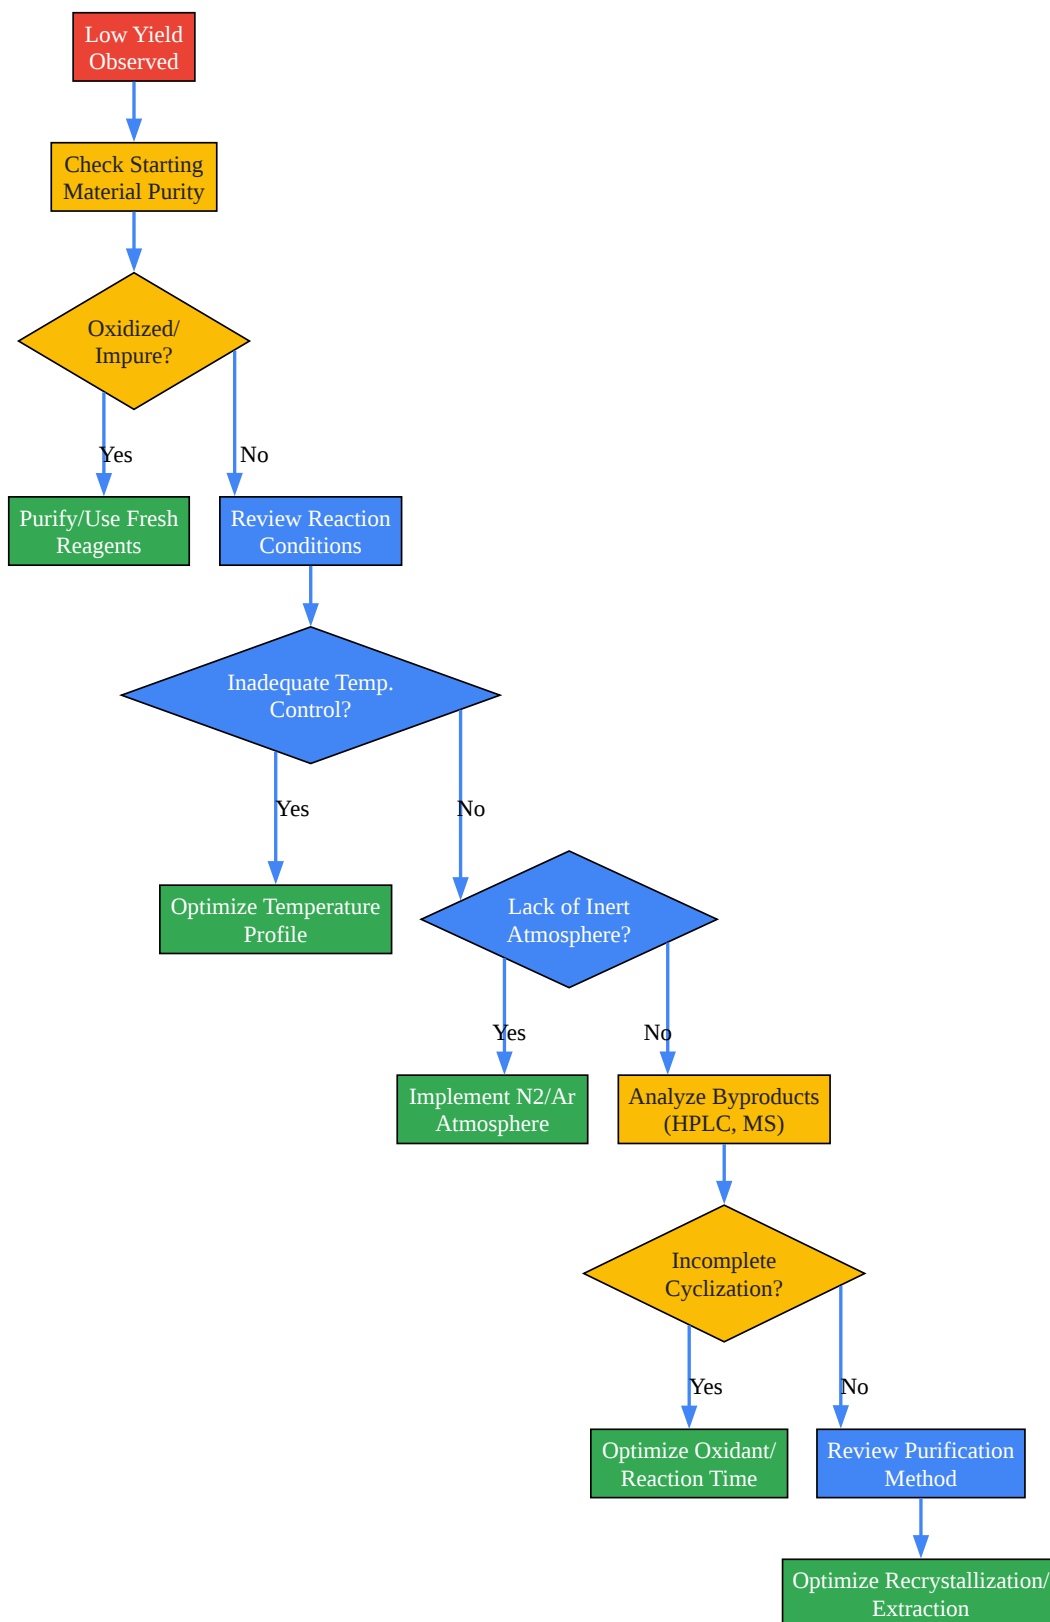 Low Yield
Observed
Check Starting
Material Purity
Oxidized/
Impure?
Yes
No
Purify/Use Fresh
Reagents
Review Reaction
Conditions
Inadequate Temp.
Control?
Yes
No
Optimize Temperature
Profile
Lack of Inert
Atmosphere?
Yes
No
Implement N2/Ar
Atmosphere
Analyze Byproducts
(HPLC, MS)
Incomplete
Cyclization?
Yes
No
Optimize Oxidant/
Reaction Time
Review Purification
Method
Optimize Recrystallization/
Extraction